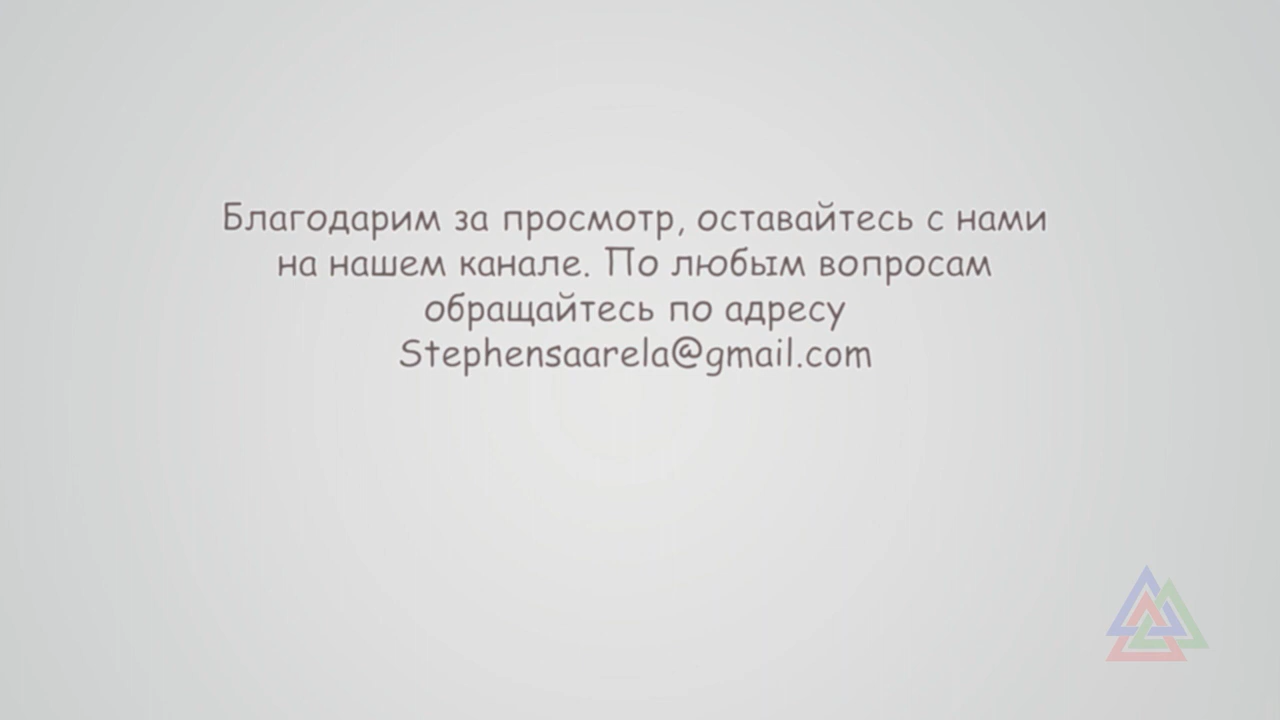 Благодарим за просмотр, оставайтесь с нами
на нашем канале. По любым вопросам
обращайтесь по адресу
Stephensaarela@gmail.com